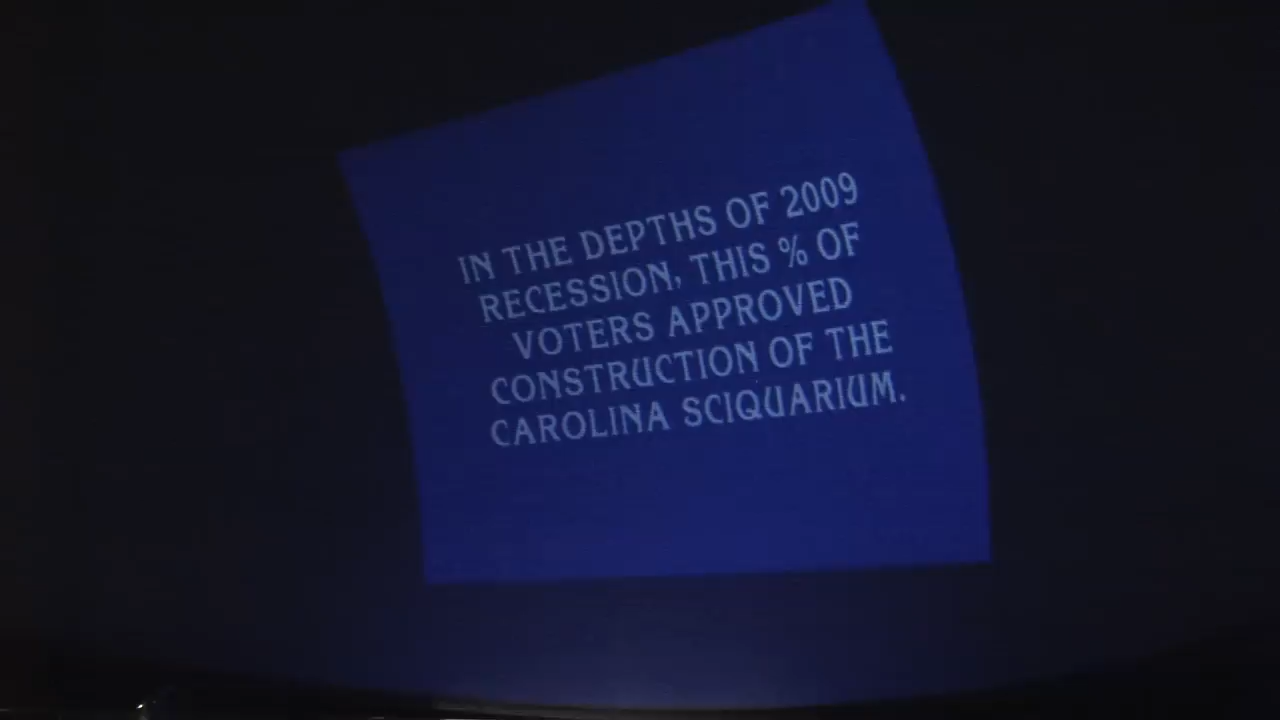 IN THE DEPTHS OF 2009
RECESSION, THIS % OF
VOTERS APPROVED
CONSTRUCTION OF THE
CAROLINA SCIQUARIUM.